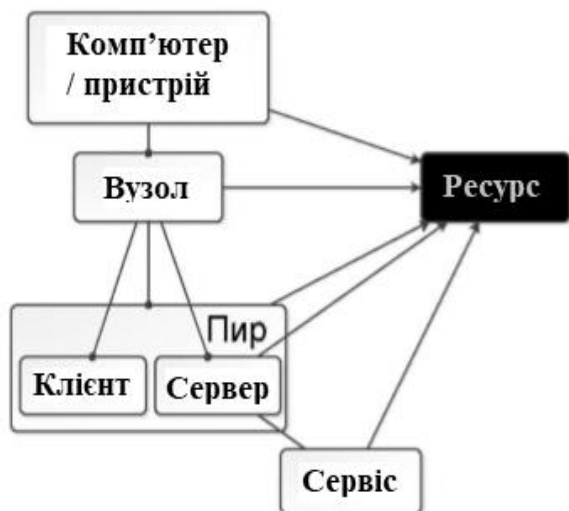 Комп’ютер
/ пристрій
Вузол
Ресурс
Пир
Клієнт
Сервер
Сервіс